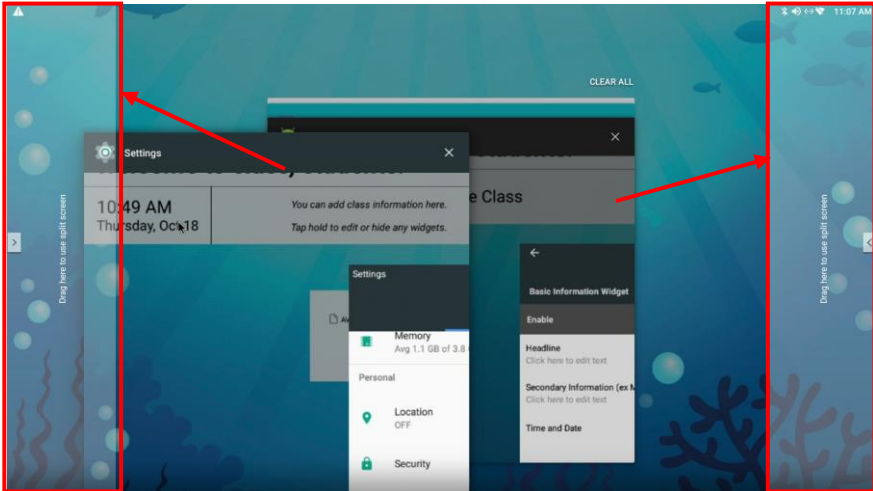 11:07 AM
CLEAR ALL
Settings
10:49 AM
Thursday, Oct 18
You can add class information here.
Tap hold to edit or hide any widgets.
e Class
Drag here to use split screen
Drag here to use split screen
Settings
Memory
Avg 1.1 GB of 3.8
Personal
Location
OFF
Security
Basic Information Widget
Enable
Headline
Click here to edit text
Secondary Information (ex M
Click here to edit text
Time and Date